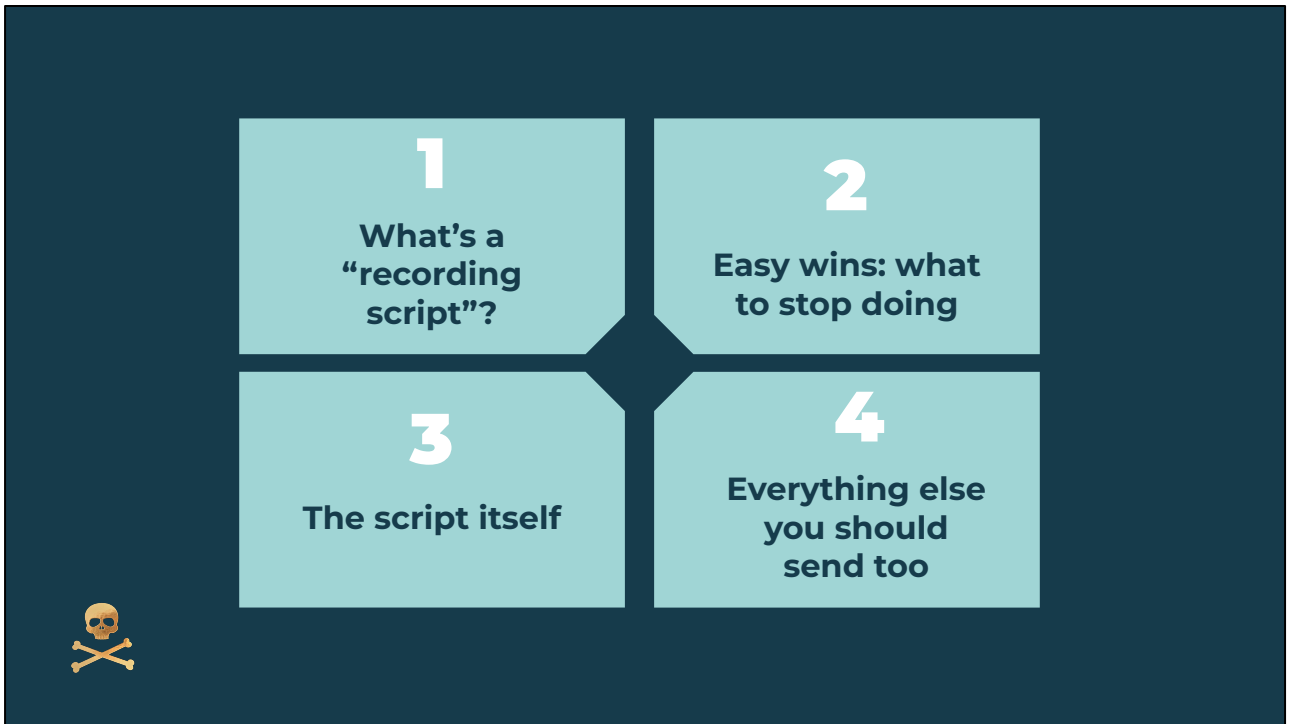 1
What’s a
“recording
script”?
2
Easy wins: what
to stop doing
3
The script itself
4
Everything else
you should
send too